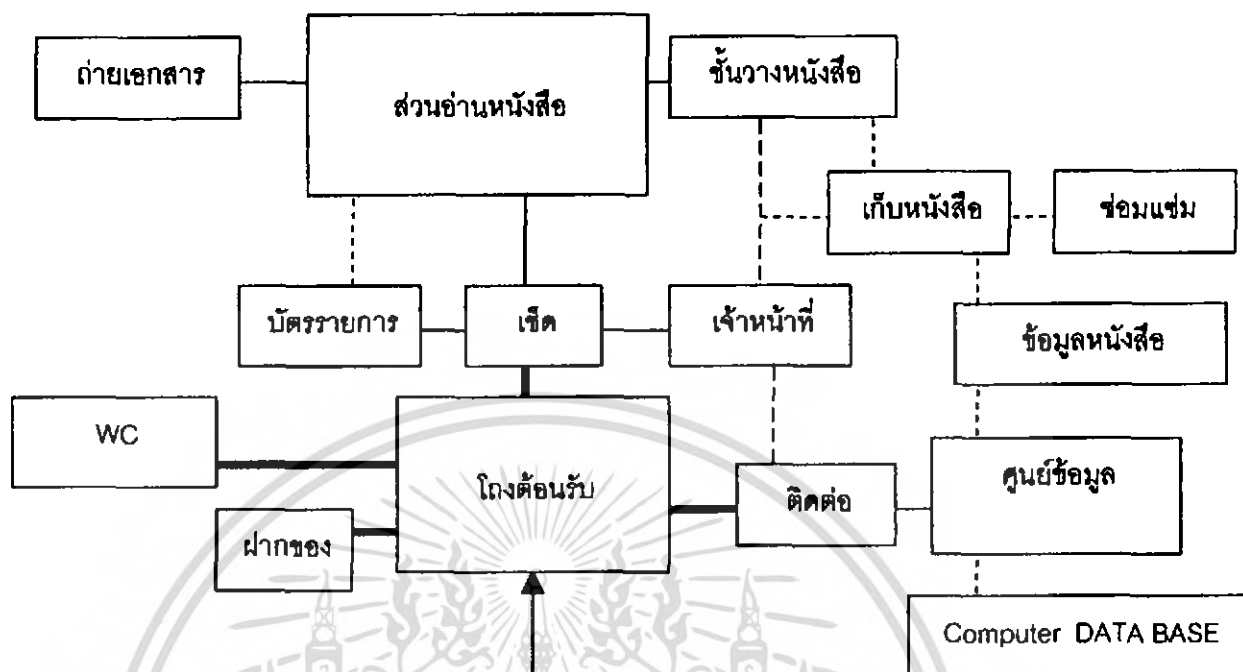 ถ่ายเอกสาร
ส่วนอ่านหนังสือ
ชั้นวางหนังสือ
เก็บหนังสือ
ซ่อมแซ่ม
บัตรรายการ
เช็ค
เจ้าหน้าที่
ข้อมูลหนังสือ
WC
โถงต้อนรับ
ศูนย์ข้อมูล
ติดต่อ
ฝากของ
Computer DATA BASE